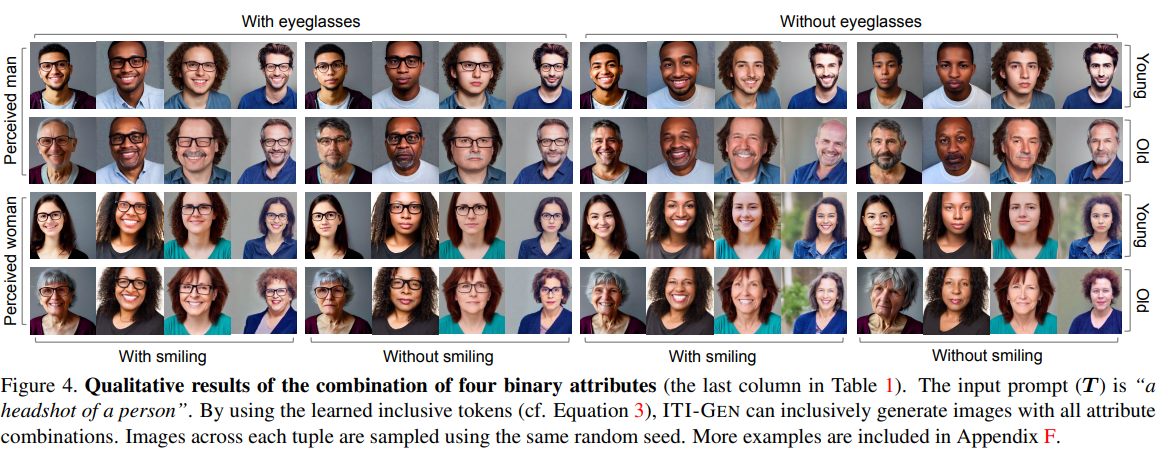 With eyeglasses
Without eyeglasses
Perceived man
Young
Old
Perceived woman
Young
Old
With smiling
Without smiling
With smiling
Without smiling
Figure 4. Qualitative results of the combination of four binary attributes (the last column in Table 1). The input prompt (T) is “a
headshot of a person”. By using the learned inclusive tokens (cf. Equation 3), ITI-GEN can inclusively generate images with all attribute
combinations. Images across each tuple are sampled using the same random seed. More examples are included in Appendix F.